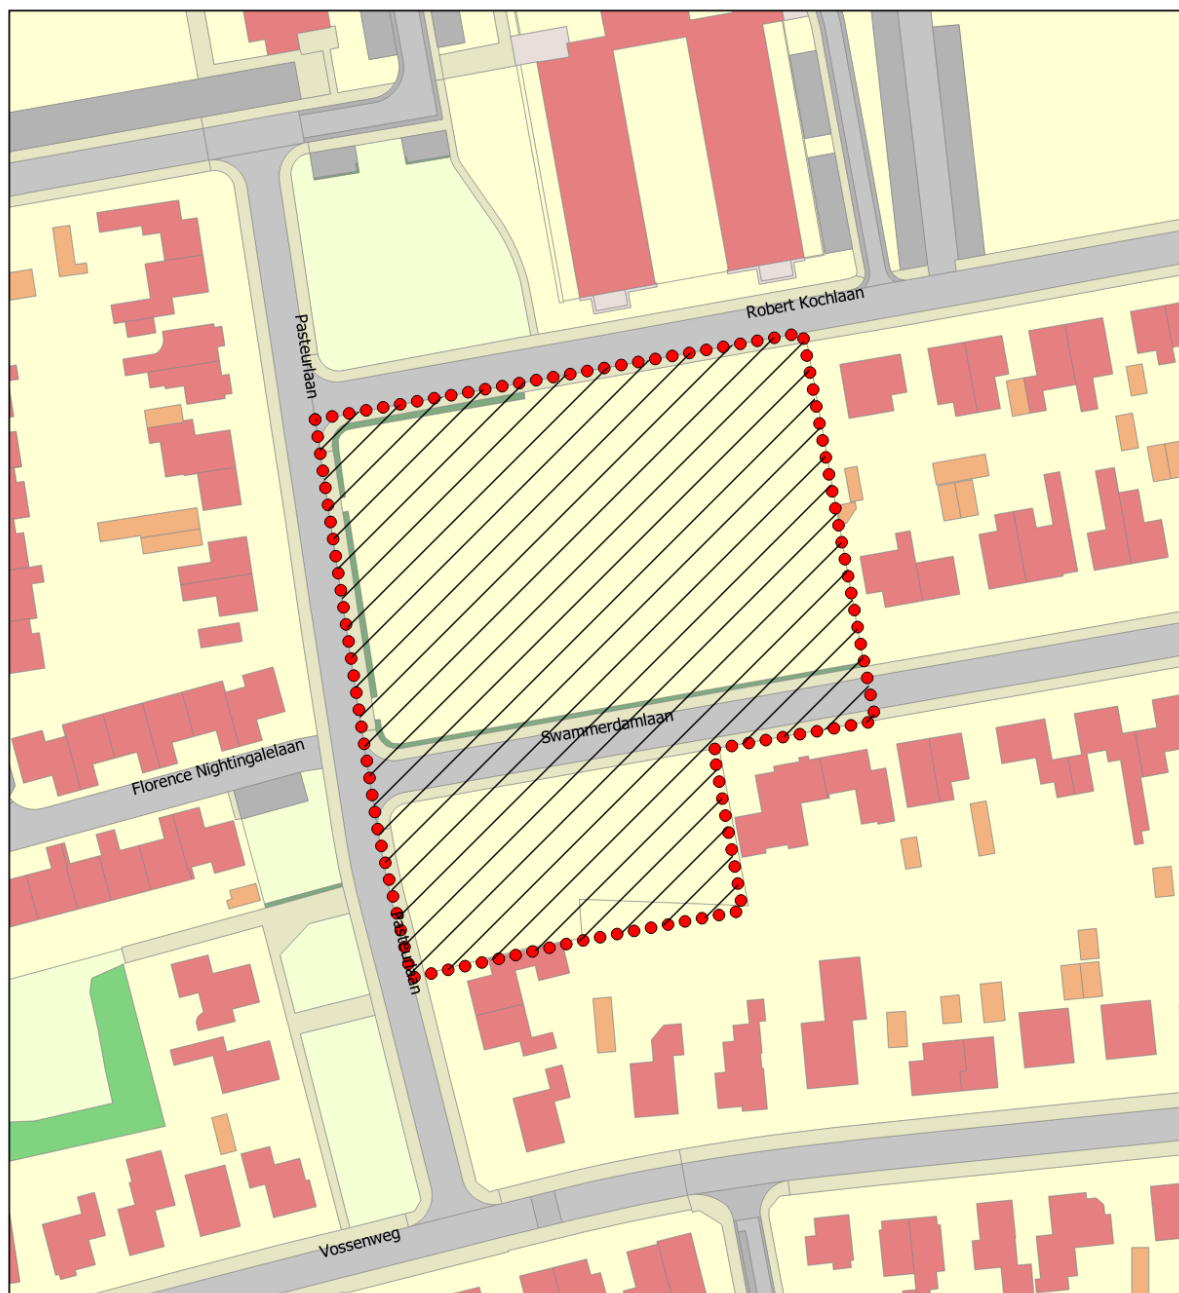 Robert Kochlaan
Pasteurlaan
Swammerdamlaan
Florence Nightingalelaan
Pasteurlaan
Vossenweg